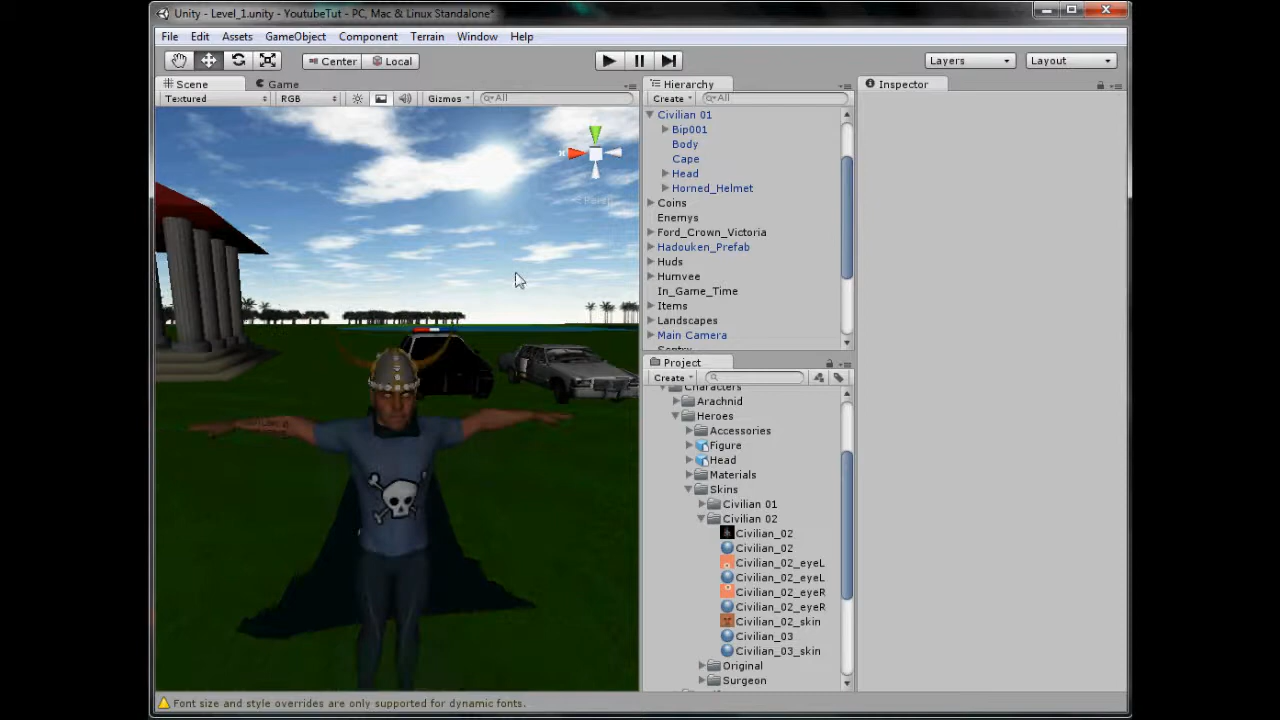 Unity - Level_1.unity - YoutubeTut - PC, Mac & Linux Standalone*
File Edit Assets GameObject Component Terrain Window Help
Center Local Layers Layout
Scene Game
Textured RGB Gizmos All
Persp
Hierarchy
Create All
Civilian 01
Bip001
Body
Cape
Head
Horned_Helmet
Coins
Enemys
Ford_Crown_Victoria
Hadouken_Prefab
Huds
Humvee
In_Game_Time
Items
Landscapes
Main Camera
Sentry
Project
Create
Characters
Arachnid
Heroes
Accessories
Figure
Head
Materials
Skins
Civilian 01
Civilian 02
Civilian_02
Civilian_02
Civilian_02_eyeL
Civilian_02_eyeL
Civilian_02_eyeR
Civilian_02_eyeR
Civilian_02_skin
Civilian_03
Civilian_03_skin
Original
Surgeon
Inspector
Font size and style overrides are only supported for dynamic fonts.